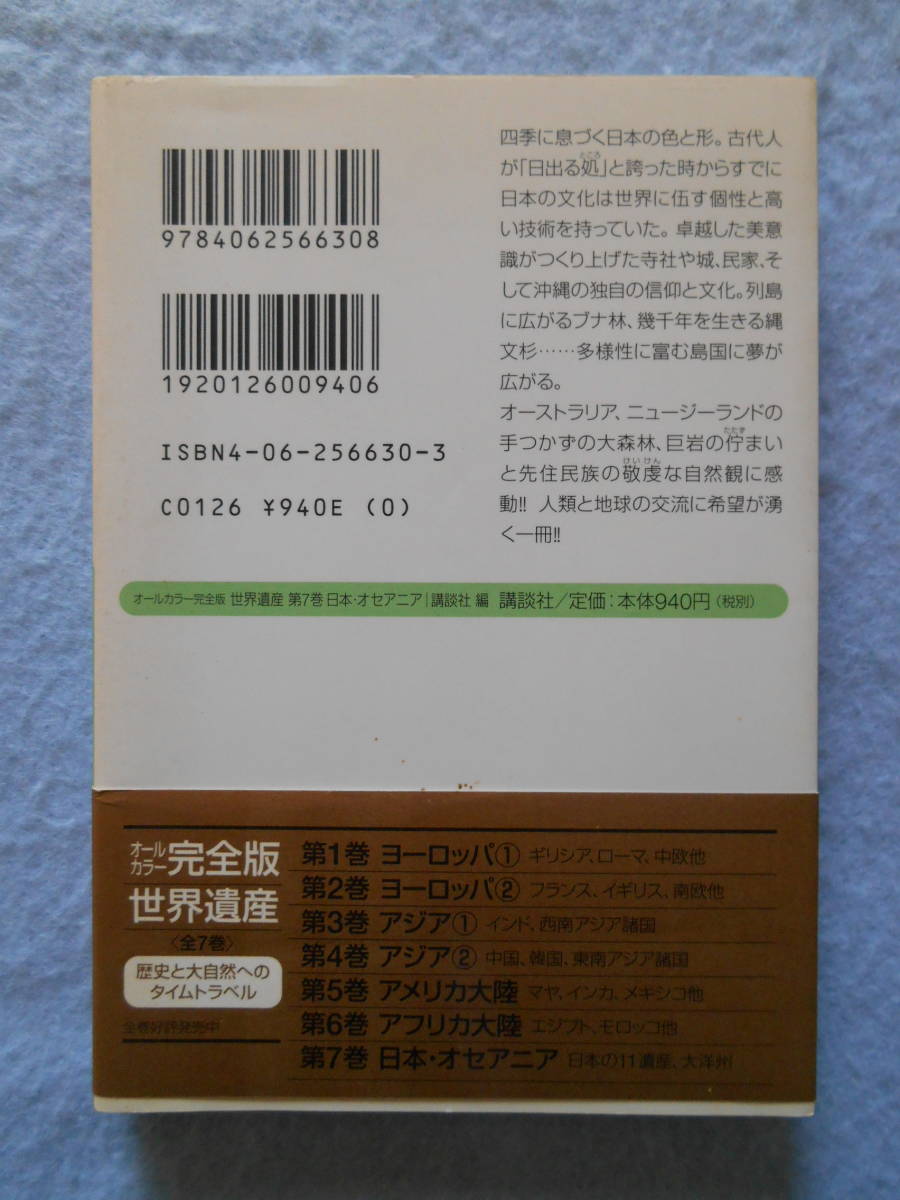 9784062566308
1920126009406
ISBN4-06-256630-3
C0126 ¥940E (0)
四季に息づく日本の色と形。古代人
が「日出る処」と誇った時からすでに
ところ
日本の文化は世界に伍す個性と高
い技術を持っていた。卓越した美意
識がつくり上げた寺社や城、民家、そ
して沖縄の独自の信仰と文化。列島
に広がるブナ林、幾千年を生きる縄
文杉……多様性に富む島国に夢が
広がる。
オーストラリア、ニュージーランドの
手つかずの大森林、巨岩の佇まい
たたず
と先住民族の敬虔な自然観に感
けいけん
動!! 人類と地球の交流に希望が湧
く一冊!!
オールカラー完全版 世界遺産 第7巻 日本・オセアニア|講談社 編 講談社/定価:本体940円(税別)
オールカラー完全版
世界遺産
〈全7巻〉
歴史と大自然への
タイムトラベル
全巻好評発売中
第1巻 ヨーロッパ① ギリシア、ローマ、中欧他
第2巻 ヨーロッパ② フランス、イギリス、南欧他
第3巻 アジア① インド、西南アジア諸国
第4巻 アジア② 中国、韓国、東南アジア諸国
第5巻 アメリカ大陸 マヤ、インカ、メキシコ他
第6巻 アフリカ大陸 エジプト、モロッコ他
第7巻 日本・オセアニア 日本の11遺産、大洋州